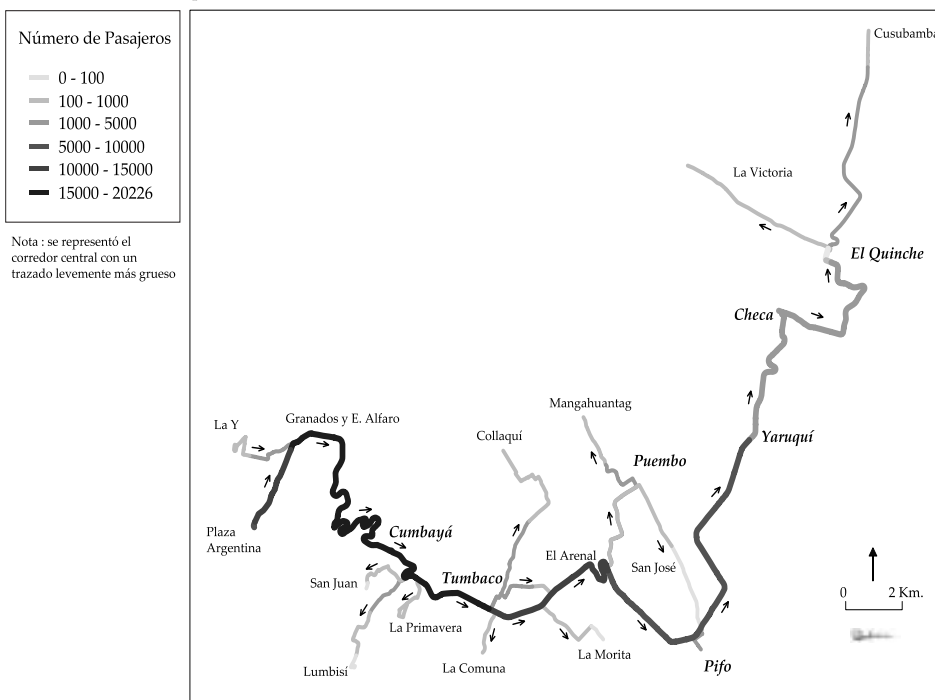 Número de Pasajeros
0 - 100
100 - 1000
1000 - 5000
5000 - 10000
10000 - 15000
15000 - 20226
Nota : se representó el
corredor central con un
trazado levemente más grueso
Cusubamba
La Victoria
El Quinche
Checa
Mangahuantag
Granados y E. Alfaro
La Y
Collaquí
Yaruquí
Puembo
Plaza
Argentina
Cumbayá
El Arenal
San José
Tumbaco
San Juan
La Primavera
0 2 Km.
La Morita
La Comuna
Lumbisí
Pifo